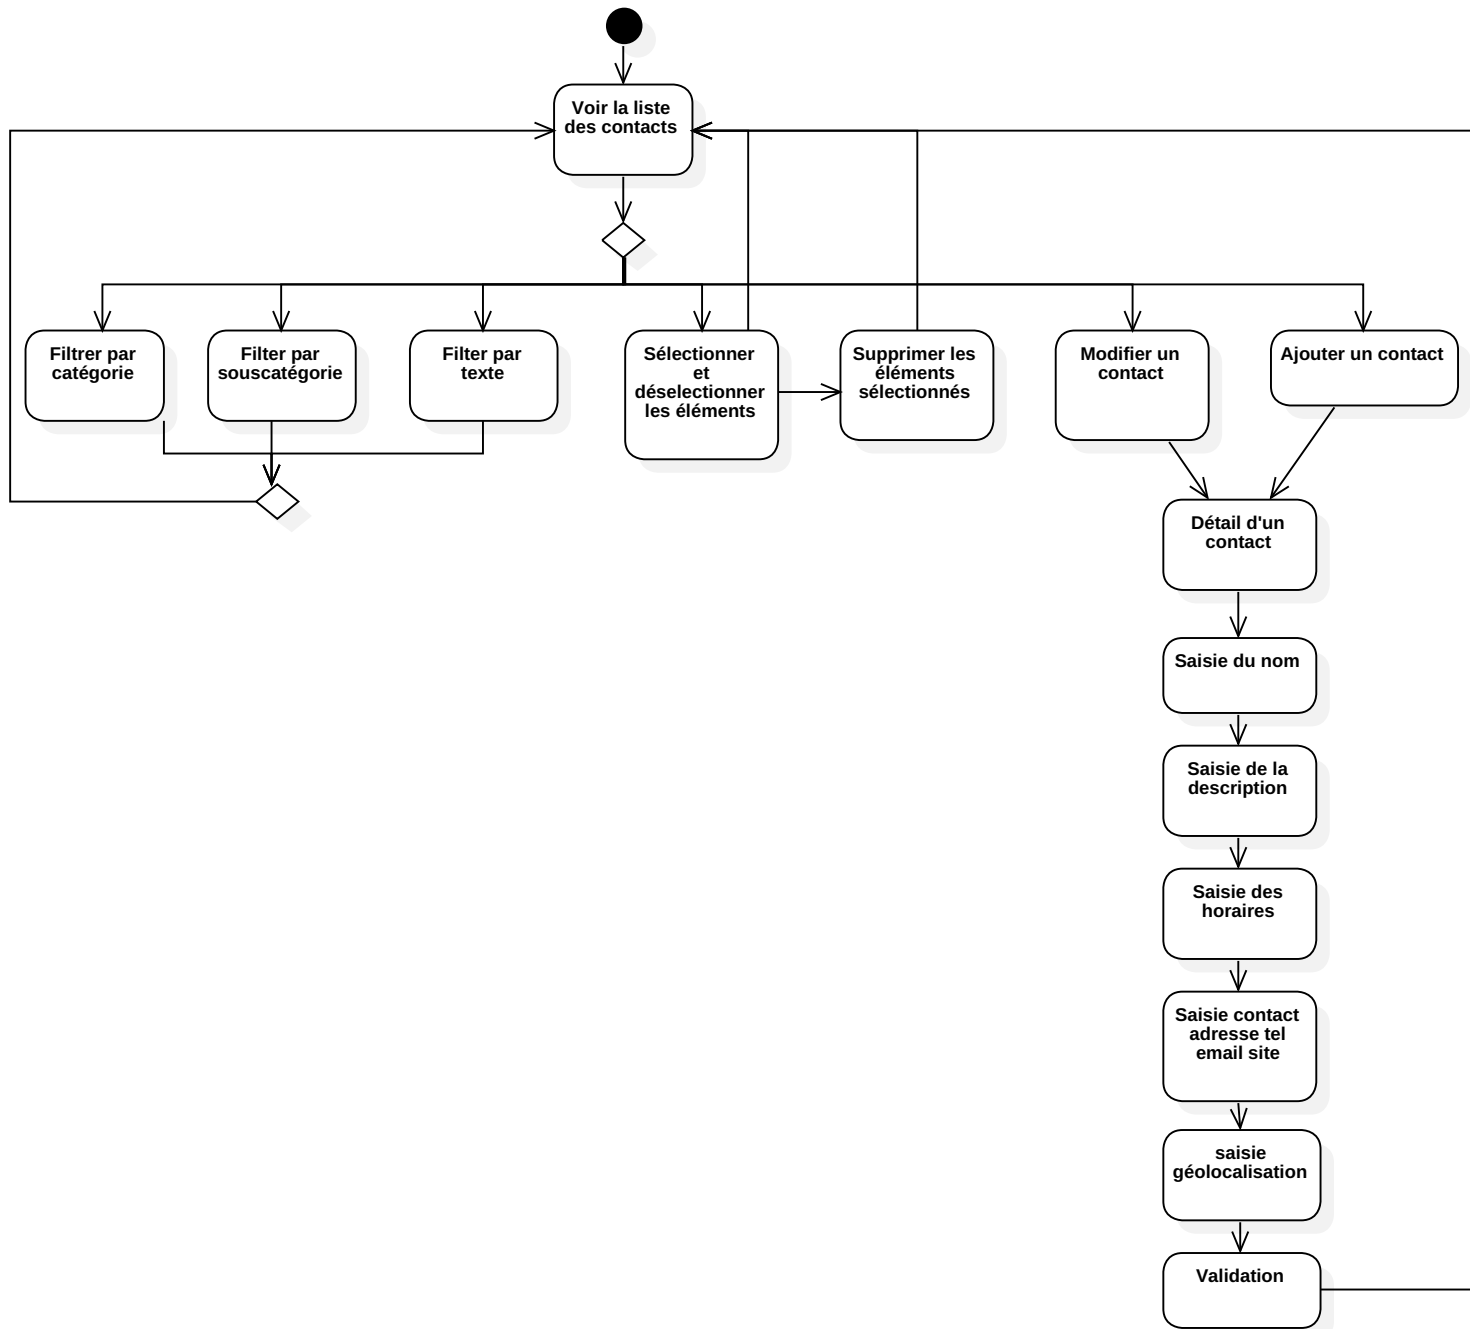 Voir la liste
des contacts
Filtrer par
catégorie
Filter par
souscatégorie
Filter par
texte
Sélectionner
et
déselectionner
les éléments
Supprimer les
éléments
sélectionnés
Modifier un
contact
Ajouter un contact
Détail d'un
contact
Saisie du nom
Saisie de la
description
Saisie des
horaires
Saisie contact
adresse tel
email site
saisie
géolocalisation
Validation